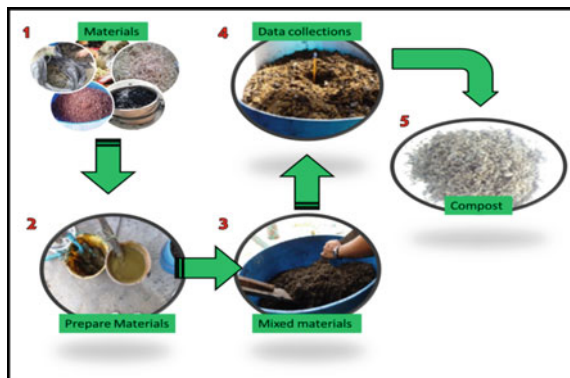 1
Materials
2
Prepare Materials
3
Mixed materials
4
Data collections
5
Compost